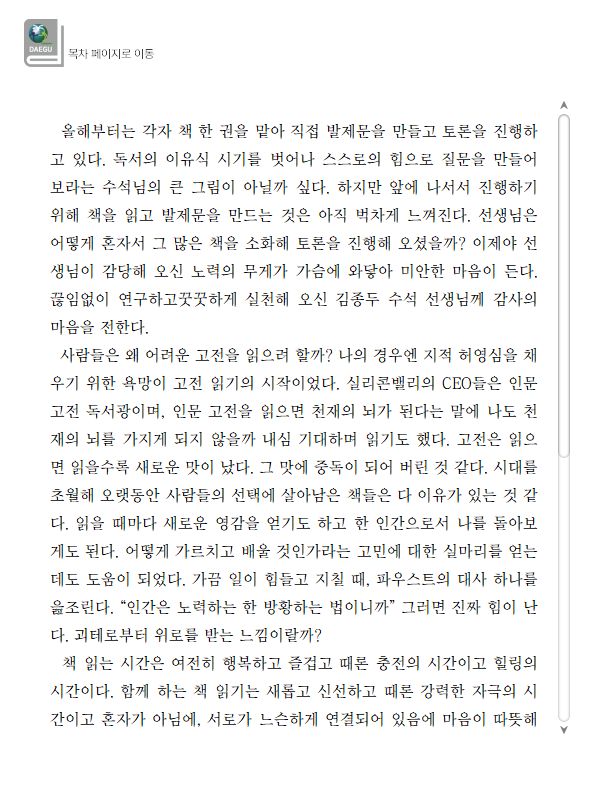 DAEGU
목차 페이지로 이동
올해부터는 각자 책 한 권을 맡아 직접 발제문을 만들고 토론을 진행하
고 있다. 독서의 이유식 시기를 벗어나 스스로의 힘으로 질문을 만들어
보라는 수석님의 큰 그림이 아닐까 싶다. 하지만 앞에 나서서 진행하기
위해 책을 읽고 발제문을 만드는 것은 아직 벅차게 느껴진다. 선생님은
어떻게 혼자서 그 많은 책을 소화해 토론을 진행해 오셨을까? 이제야 선
생님이 감당해 오신 노력의 무게가 가슴에 와닿아 미안한 마음이 든다.
끊임없이 연구하고꿋꿋하게 실천해 오신 김종두 수석 선생님께 감사의
마음을 전한다.
사람들은 왜 어려운 고전을 읽으려 할까? 나의 경우엔 지적 허영심을 채
우기 위한 욕망이 고전 읽기의 시작이었다. 실리콘밸리의 CEO들은 인문
고전 독서광이며, 인문 고전을 읽으면 천재의 뇌가 된다는 말에 나도 천
재의 뇌를 가지게 되지 않을까 내심 기대하며 읽기도 했다. 고전은 읽으
면 읽을수록 새로운 맛이 났다. 그 맛에 중독이 되어 버린 것 같다. 시대를
초월해 오랫동안 사람들의 선택에 살아남은 책들은 다 이유가 있는 것 같
다. 읽을 때마다 새로운 영감을 얻기도 하고 한 인간으로서 나를 돌아보
게도 된다. 어떻게 가르치고 배울 것인가라는 고민에 대한 실마리를 얻는
데도 도움이 되었다. 가끔 일이 힘들고 지칠 때, 파우스트의 대사 하나를
읊조린다. “인간은 노력하는 한 방황하는 법이니까” 그러면 진짜 힘이 난
다. 괴테로부터 위로를 받는 느낌이랄까?
책 읽는 시간은 여전히 행복하고 즐겁고 때론 충전의 시간이고 힐링의
시간이다. 함께 하는 책 읽기는 새롭고 신선하고 때론 강력한 자극의 시
간이고 혼자가 아님에, 서로가 느슨하게 연결되어 있음에 마음이 따뜻해